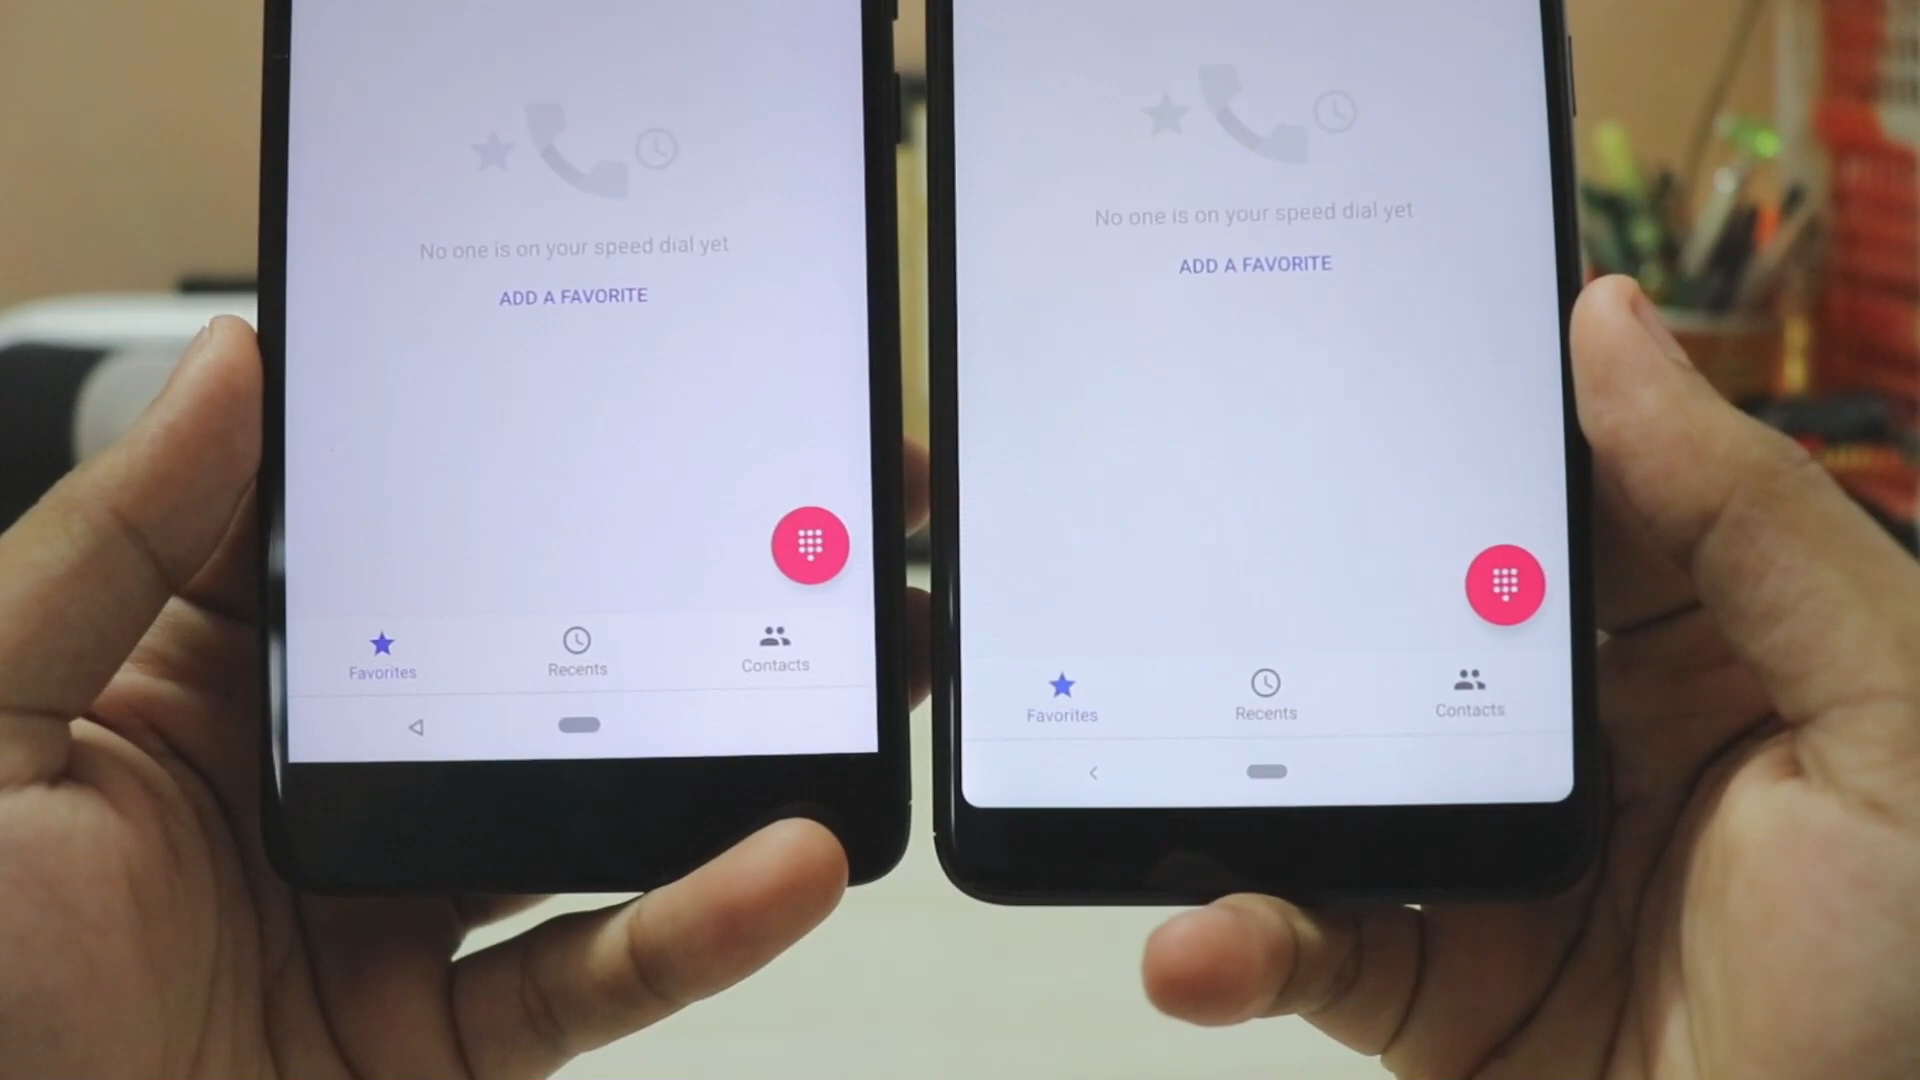 No one is on your speed dial yet
ADD A FAVORITE
Favorites
Recents
Contacts
No one is on your speed dial yet
ADD A FAVORITE
Favorites
Recents
Contacts